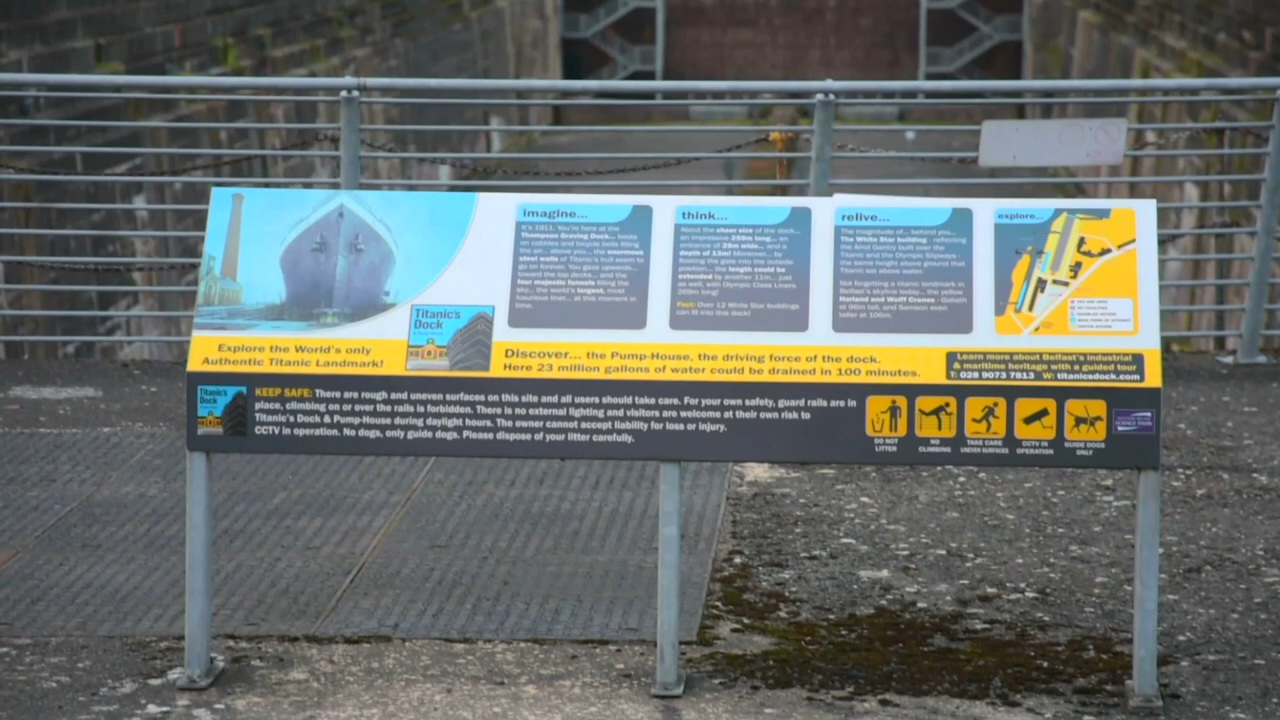 imagine...
It's 1911. You're here at the
Thompson Graving Dock... boots
on cobbles and bicycle bells filling
the air... above you... the enormous
steel walls of Titanic's hull seem to
go on forever. You gaze upwards...
toward the top decks... and the
four majestic funnels filling the
sky... the world's largest, most
luxurious liner... at this moment in
time.
think...
About the sheer size of the dock...
an impressive 259m long... an
entrance of 29m wide... and a
depth of 13m! Moreover... by
floating the gate into the outside
position... the length could be
extended by another 11m... just
as well, with Olympic Class Liners
269m long!
Fact: Over 12 White Star buildings
can fit into this dock!
relive...
The magnitude of... behind you...
The White Star building - reflecting
the Arrol Gantry built over the
Titanic and the Olympic Slipways -
the same height above ground that
Titanic sat above water.
Not forgetting a titanic landmark in
Belfast's skyline today... the yellow
Harland and Wolff Cranes - Goliath
at 96m tall, and Samson even
taller at 106m.
explore...
YOU ARE HERE
Titanic's
Dock
Explore the World's only
Authentic Titanic Landmark!
Discover... the Pump-House, the driving force of the dock.
Here 23 million gallons of water could be drained in 100 minutes.
Learn more about Belfast's industrial
& maritime heritage with a guided tour
T: 028 9073 7813 W: titanicsdock.com
Titanic's
Dock
KEEP SAFE: There are rough and uneven surfaces on this site and all users should take care. For your own safety, guard rails are in
place, climbing on or over the rails is forbidden. There is no external lighting and visitors are welcome at their own risk to
Titanic's Dock & Pump-House during daylight hours. The owner cannot accept liability for loss or injury.
CCTV in operation. No dogs, only guide dogs. Please dispose of your litter carefully.
DO NOT
LITTER
NO
CLIMBING
TAKE CARE
UNEVEN SURFACES
CCTV IN
OPERATION
GUIDE DOGS
ONLY
SCIENCE PARK